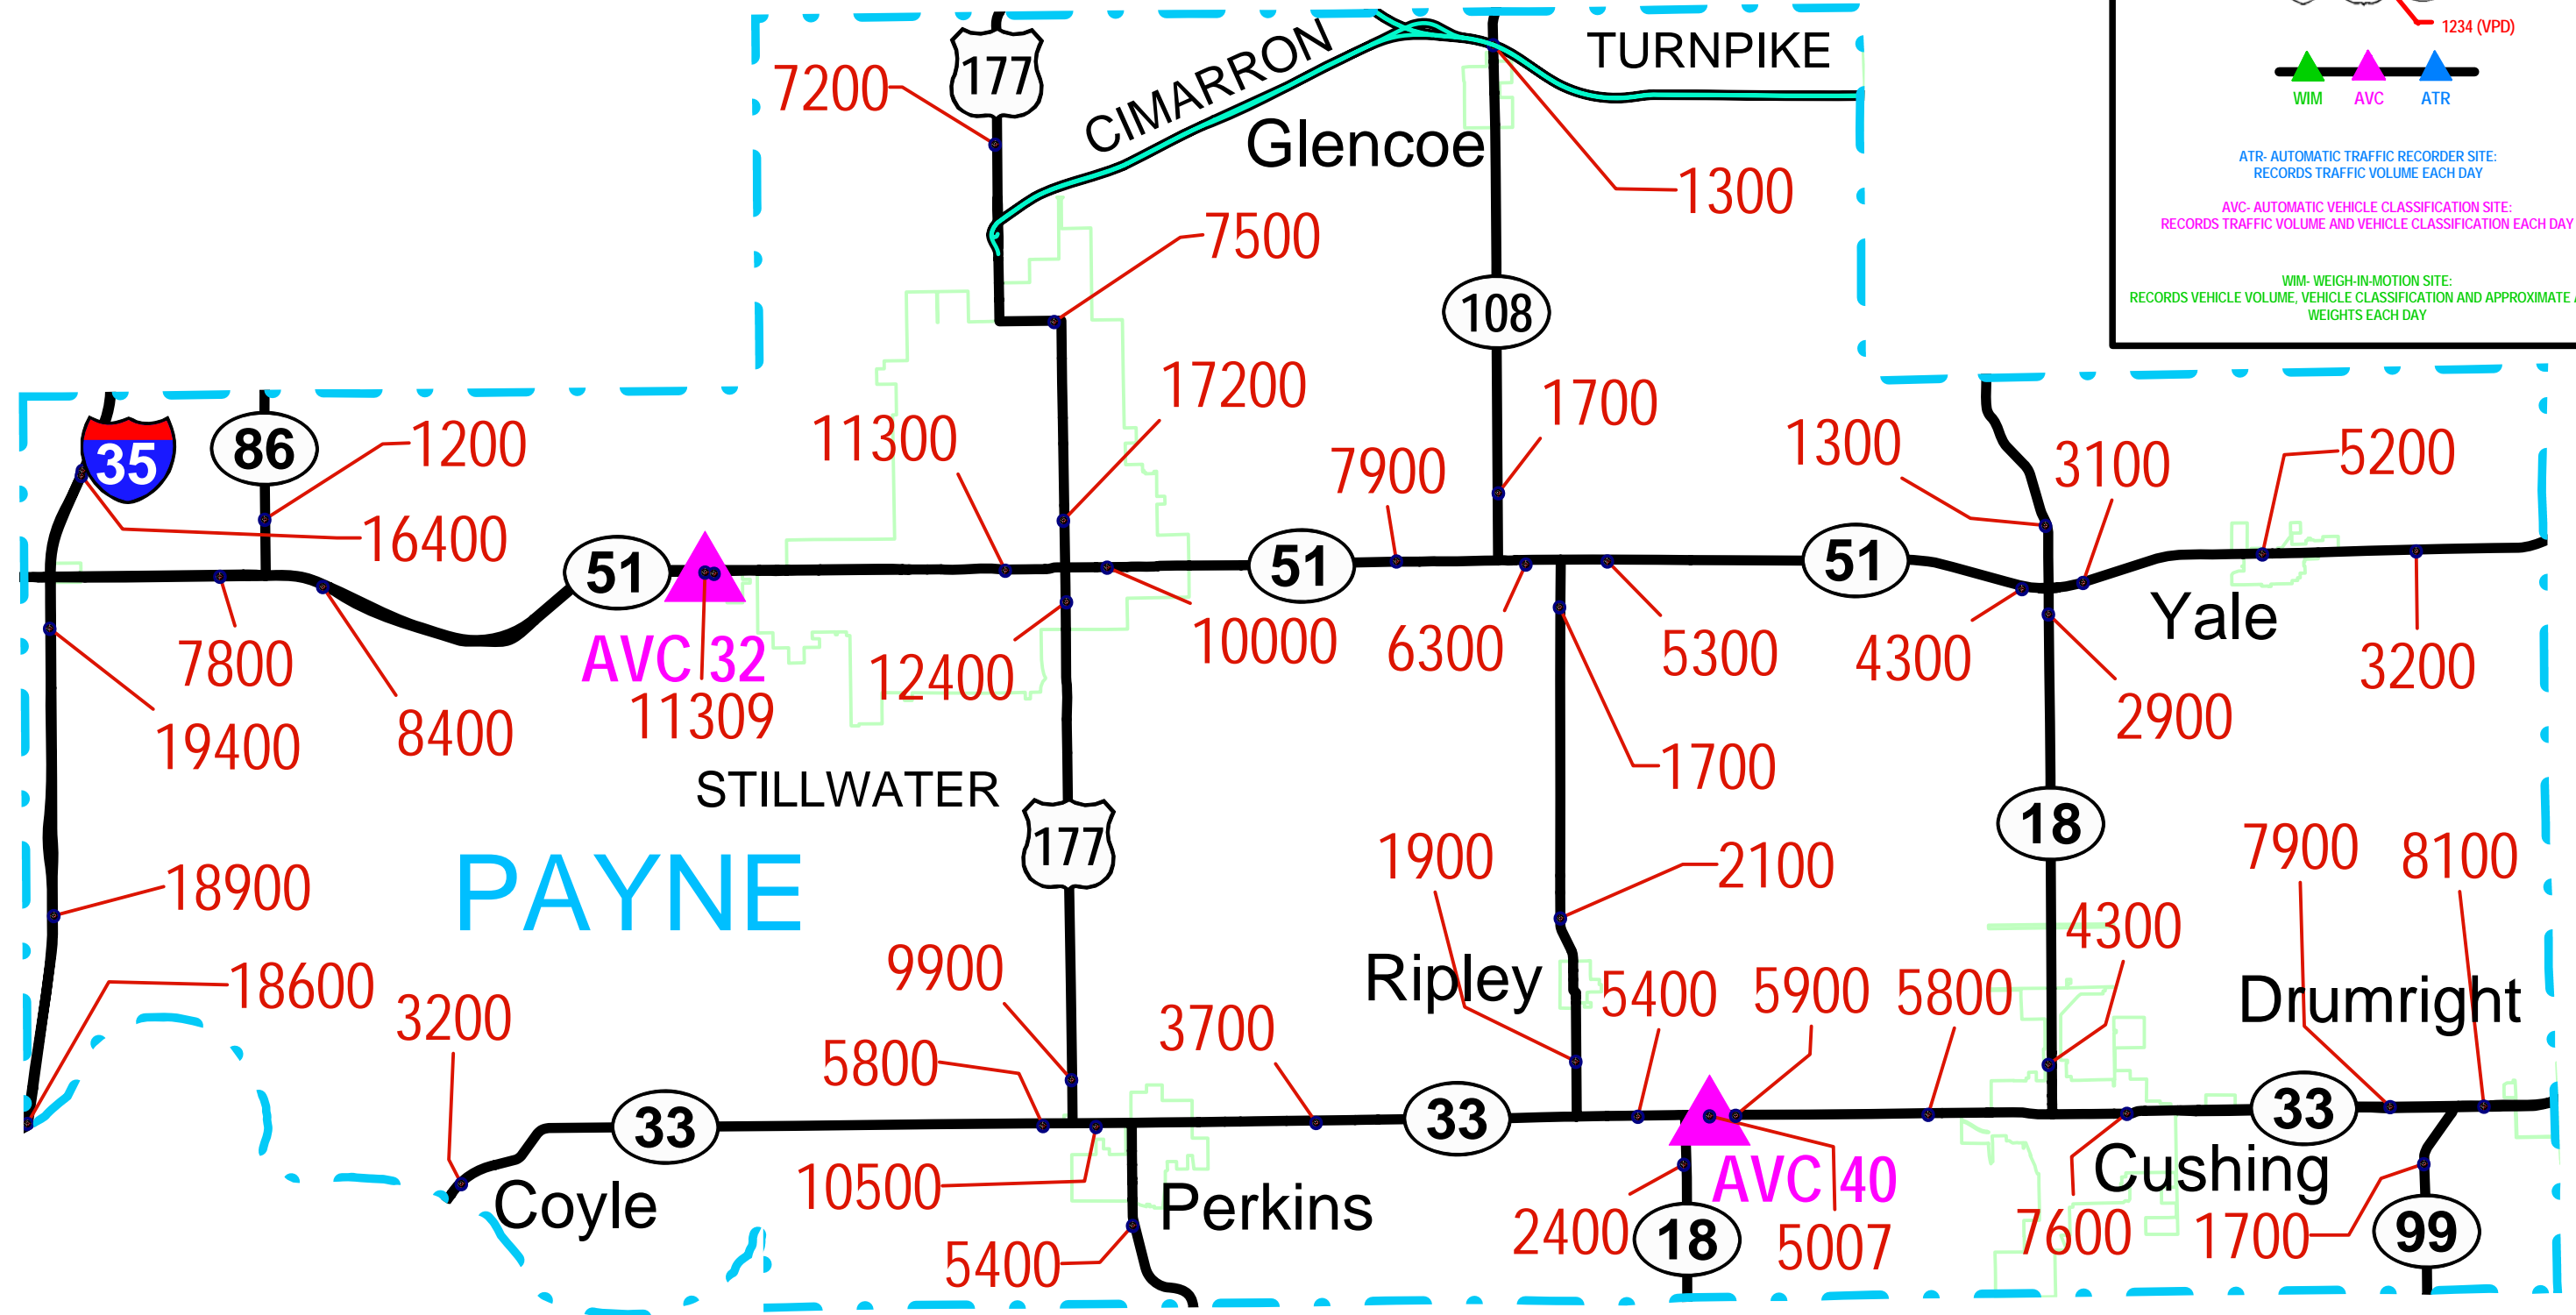 1234 (VPD)
177
CIMARRON
TURNPIKE
7200
WIM
AVC
ATR
Glencoe
ATR- AUTOMATIC TRAFFIC RECORDER SITE:
RECORDS TRAFFIC VOLUME EACH DAY
1300
AVC- AUTOMATIC VEHICLE CLASSIFICATION SITE:
RECORDS TRAFFIC VOLUME AND VEHICLE CLASSIFICATION EACH DAY
7500
WIM- WEIGH-IN-MOTION SITE:
RECORDS VEHICLE VOLUME, VEHICLE CLASSIFICATION AND APPROXIMATE
WEIGHTS EACH DAY
108
17200
1700
35
86
1200
11300
7900
1300
3100
5200
16400
51
51
51
AVC 32
7800
12400
10000
6300
5300
4300
Yale
3200
19400
8400
11309
2900
STILLWATER
1700
177
18
18900
PAYNE
1900
2100
7900
8100
4300
18600
3200
9900
Ripley
5400
5900
5800
Drumright
5800
3700
33
33
33
10500
Coyle
Perkins
AVC 40
Cushing
5400
2400
18
5007
7600
1700
99